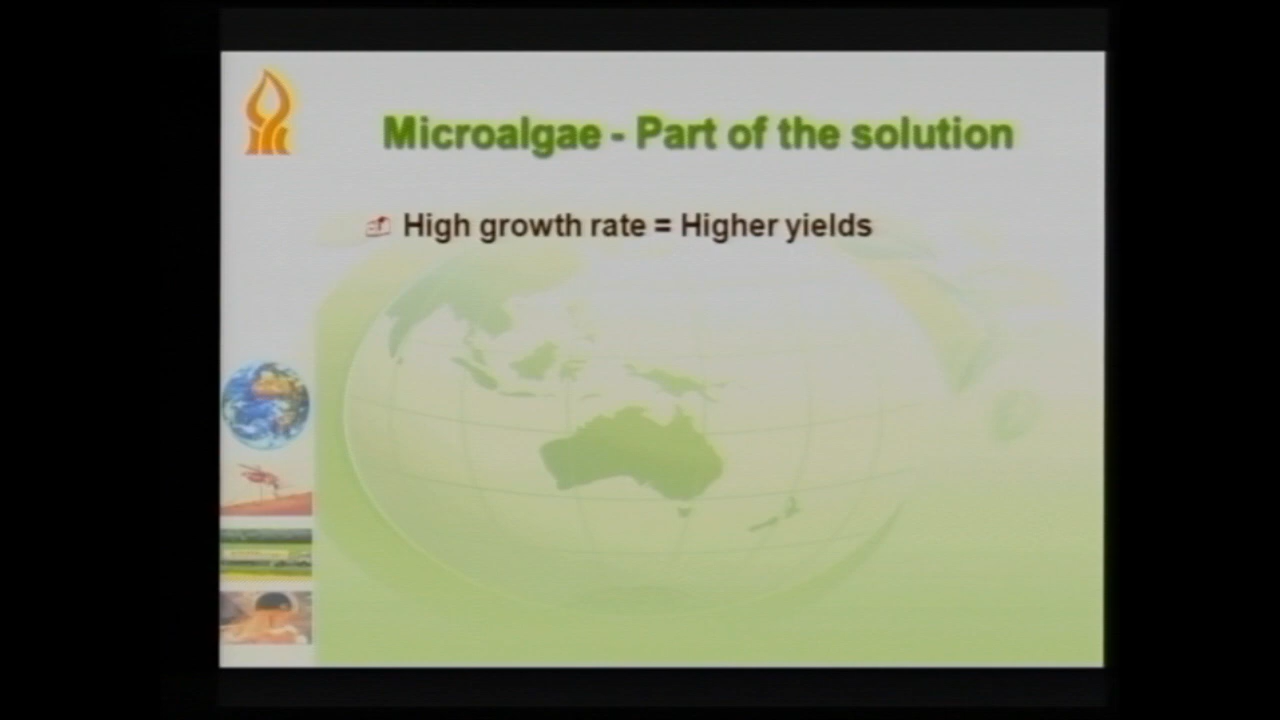 Microalgae - Part of the solution
High growth rate = Higher yields